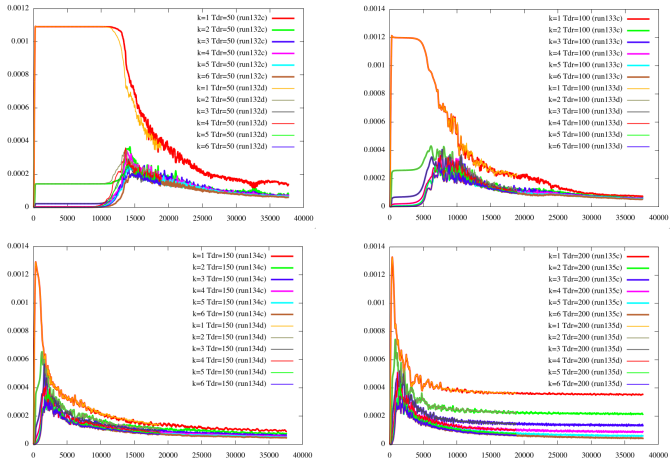 0.0012
0.001
0.0008
0.0006
0.0004
0.0002
0
0 5000 10000 15000 20000 25000 30000 35000 40000
k=1 Tdr=50 (run132c)
k=2 Tdr=50 (run132c)
k=3 Tdr=50 (run132c)
k=4 Tdr=50 (run132c)
k=5 Tdr=50 (run132c)
k=6 Tdr=50 (run132c)
k=1 Tdr=50 (run132d)
k=2 Tdr=50 (run132d)
k=3 Tdr=50 (run132d)
k=4 Tdr=50 (run132d)
k=5 Tdr=50 (run132d)
k=6 Tdr=50 (run132d)
0.0014
0.0012
0.001
0.0008
0.0006
0.0004
0.0002
0
0 5000 10000 15000 20000 25000 30000 35000 40000
k=1 Tdr=100 (run133c)
k=2 Tdr=100 (run133c)
k=3 Tdr=100 (run133c)
k=4 Tdr=100 (run133c)
k=5 Tdr=100 (run133c)
k=6 Tdr=100 (run133c)
k=1 Tdr=100 (run133d)
k=2 Tdr=100 (run133d)
k=3 Tdr=100 (run133d)
k=4 Tdr=100 (run133d)
k=5 Tdr=100 (run133d)
k=6 Tdr=100 (run133d)
0.0014
0.0012
0.001
0.0008
0.0006
0.0004
0.0002
0
0 5000 10000 15000 20000 25000 30000 35000 40000
k=1 Tdr=150 (run134c)
k=2 Tdr=150 (run134c)
k=3 Tdr=150 (run134c)
k=4 Tdr=150 (run134c)
k=5 Tdr=150 (run134c)
k=6 Tdr=150 (run134c)
k=1 Tdr=150 (run134d)
k=2 Tdr=150 (run134d)
k=3 Tdr=150 (run134d)
k=4 Tdr=150 (run134d)
k=5 Tdr=150 (run134d)
k=6 Tdr=150 (run134d)
0.0014
0.0012
0.001
0.0008
0.0006
0.0004
0.0002
0
0 5000 10000 15000 20000 25000 30000 35000 40000
k=1 Tdr=200 (run135c)
k=2 Tdr=200 (run135c)
k=3 Tdr=200 (run135c)
k=4 Tdr=200 (run135c)
k=5 Tdr=200 (run135c)
k=6 Tdr=200 (run135c)
k=1 Tdr=200 (run135d)
k=2 Tdr=200 (run135d)
k=3 Tdr=200 (run135d)
k=4 Tdr=200 (run135d)
k=5 Tdr=200 (run135d)
k=6 Tdr=200 (run135d)